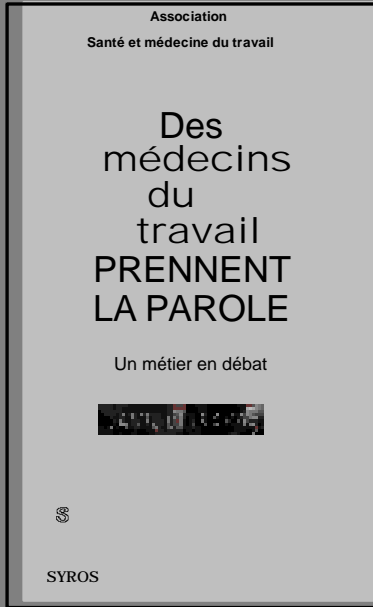 Association
Santé et médecine du travail
Des
médecins
du
travail
PRENNENT
LA PAROLE
Un métier en débat
S
SYROS